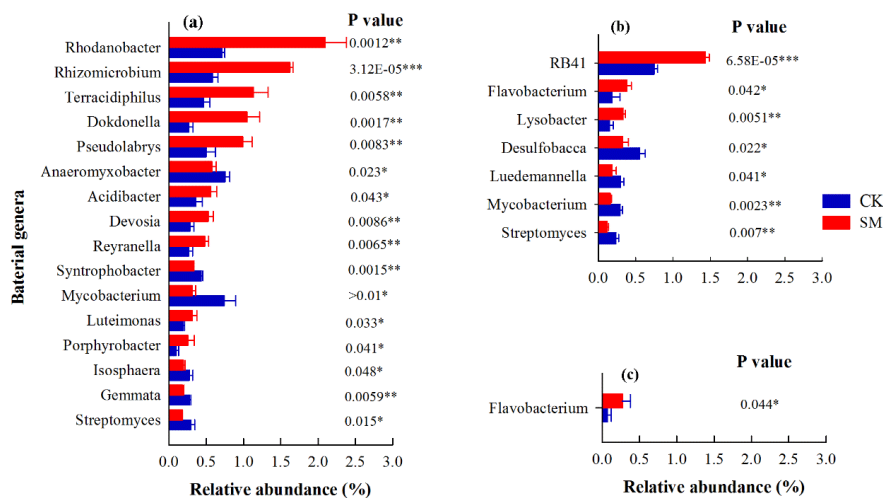 (a)
P value
Rhodanobacter 0.0012**
Rhizomicrobium 3.12E-05***
Terracidiphilus 0.0058**
Dokdonella 0.0017**
Pseudolabrys 0.0083**
Anaeromyxobacter 0.023*
Acidibacter 0.043*
Devosia 0.0086**
Reyranella 0.0065**
Syntrophobacter 0.0015**
Mycobacterium >0.01*
Luteimonas 0.033*
Porphyrobacter 0.041*
Isosphaera 0.048*
Gemmata 0.0059**
Streptomyces 0.015*
0.0 0.5 1.0 1.5 2.0 3.0
Relative abundance (%)
Baterial genera
(b)
P value
RB41 6.58E-05***
Flavobacterium 0.042*
Lysobacter 0.0051**
Desulfobacca 0.022*
Luedemannella 0.041*
Mycobacterium 0.0023**
Streptomyces 0.007**
0.0 0.5 1.0 1.5 2.0 3.0
CK
SM
(c)
P value
Flavobacterium 0.044*
0.0 0.5 1.0 1.5 2.0 3.0
Relative abundance (%)